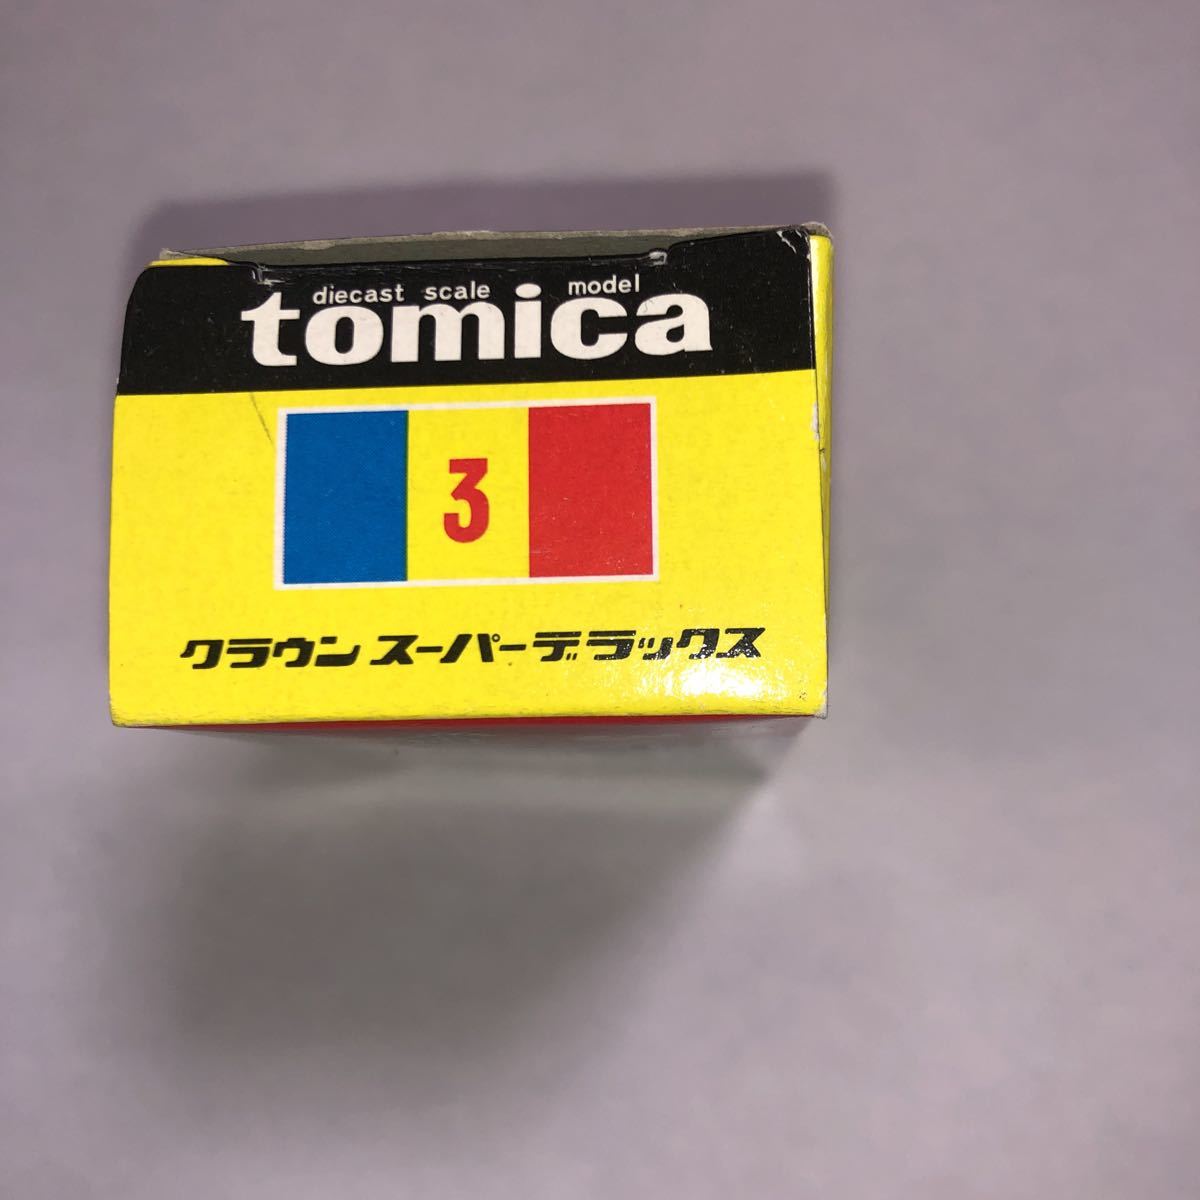 diecast scale model
tomica
3
クラウン スーパーデラックス